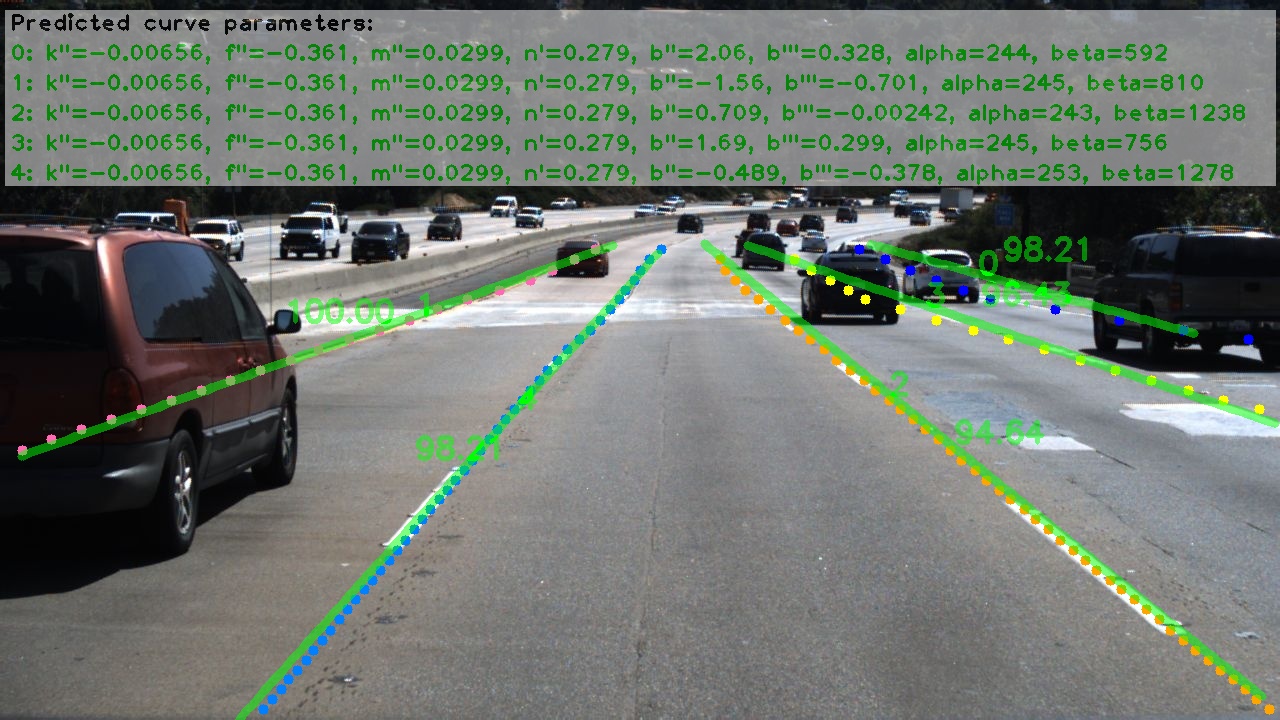 Predicted curve parameters:
0: k"=-0.00656, f"=-0.361, m"=0.0299, n'=0.279, b"=2.06, b'''=0.328, alpha=244, beta=592
1: k"=-0.00656, f"=-0.361, m"=0.0299, n'=0.279, b"=-1.56, b'''=-0.701, alpha=245, beta=810
2: k"=-0.00656, f"=-0.361, m"=0.0299, n'=0.279, b"=0.709, b'''=-0.00242, alpha=243, beta=1238
3: k"=-0.00656, f"=-0.361, m"=0.0299, n'=0.279, b"=1.69, b'''=0.299, alpha=245, beta=756
4: k"=-0.00656, f"=-0.361, m"=0.0299, n'=0.279, b"=-0.489, b'''=-0.378, alpha=253, beta=1278
98.21
0
3
100.00 1
2
4
94.64
98.21